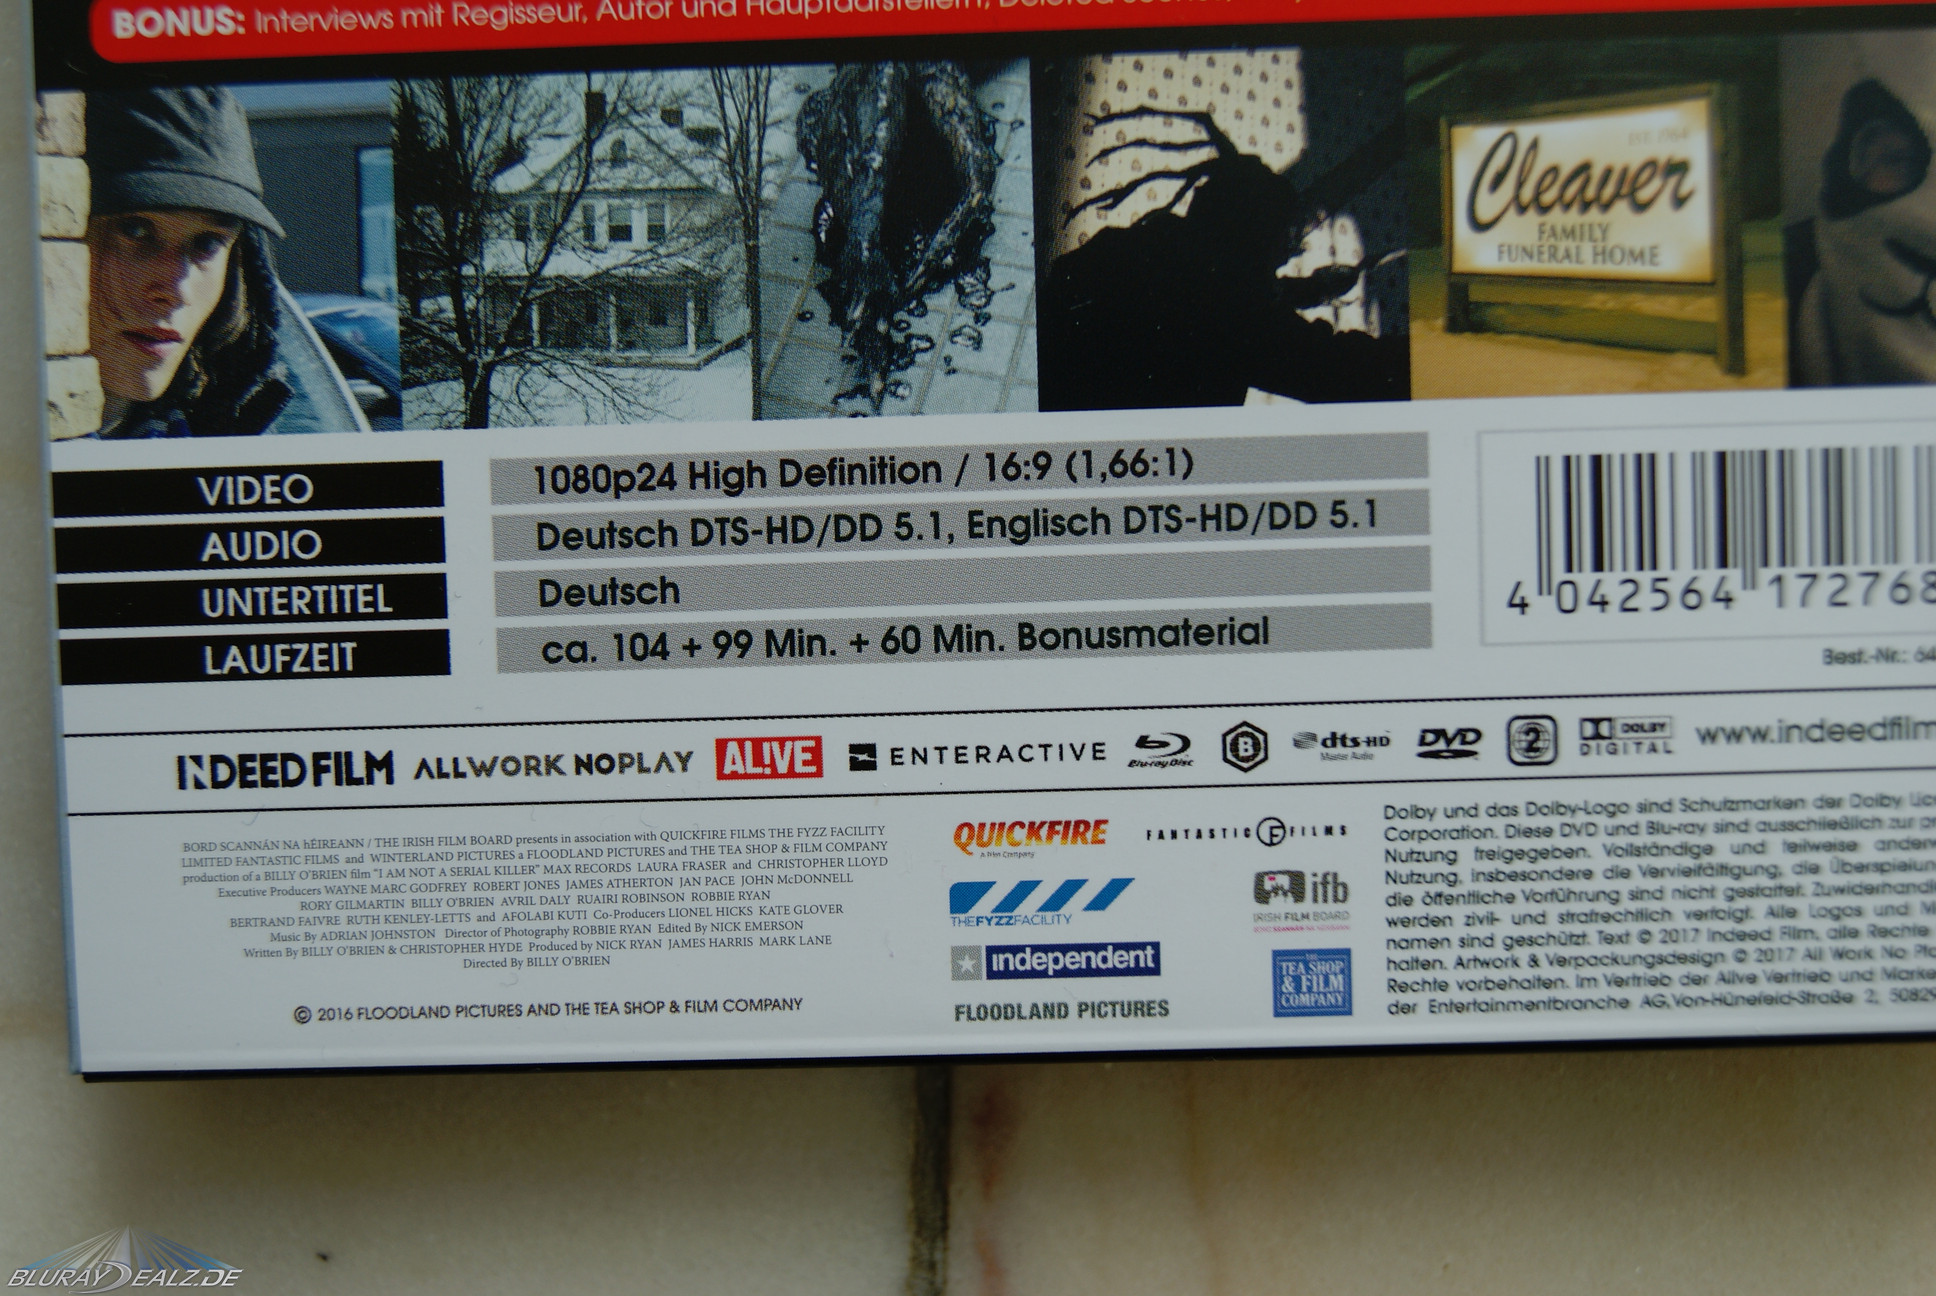 BONUS: Interviews mit Regisseur, Autor und Hauptdarstellern, Deleted
EST. 1964
Cleaver
FAMILY
FUNERAL HOME
VIDEO 1080p24 High Definition / 16:9 (1,66:1)
AUDIO Deutsch DTS-HD/DD 5.1, Englisch DTS-HD/DD 5.1
UNTERTITEL Deutsch
LAUFZEIT ca. 104 + 99 Min. + 60 Min. Bonusmaterial
4 042564 172768
Best.-Nr.: 64
INDEED FILM ALLWORK NOPLAY AL!VE ENTERACTIVE Blu-ray Disc B dts-HD Master Audio DVD 2 DOLBY DIGITAL www.indeedfilm
BORD SCANNÁN NA hÉIREANN / THE IRISH FILM BOARD presents in association with QUICKFIRE FILMS THE FYZZ FACILITY
LIMITED FANTASTIC FILMS and WINTERLAND PICTURES a FLOODLAND PICTURES and THE TEA SHOP & FILM COMPANY
production of a BILLY O'BRIEN film "I AM NOT A SERIAL KILLER" MAX RECORDS LAURA FRASER and CHRISTOPHER LLOYD
Executive Producers WAYNE MARC GODFREY ROBERT JONES JAMES ATHERTON JAN PACE JOHN McDONNELL
RORY GILMARTIN BILLY O'BRIEN AVRIL DALY RUAIRI ROBINSON ROBBIE RYAN
BERTRAND FAIVRE RUTH KENLEY-LETTS and AFOLABI KUTI Co-Producers LIONEL HICKS KATE GLOVER
Music By ADRIAN JOHNSTON Director of Photography ROBBIE RYAN Edited By NICK EMERSON
Written By BILLY O'BRIEN & CHRISTOPHER HYDE Produced by NICK RYAN JAMES HARRIS MARK LANE
Directed By BILLY O'BRIEN
© 2016 FLOODLAND PICTURES AND THE TEA SHOP & FILM COMPANY
QUICKFIRE
FANTASTIC F FILMS
THEFYZZFACILITY
ifb
IRISH FILM BOARD
independent
THE TEA SHOP
& FILM
COMPANY
FLOODLAND PICTURES
Dolby und das Dolby-Logo sind Schutzmarken der Dolby
Corporation. Diese DVD und Blu-ray sind ausschließlich zur
Nutzung freigegeben. Vollständige und teilweise
Nutzung, insbesondere die Vervielfältigung, die
die öffentliche Vorführung sind nicht gestattet.
werden zivil- und strafrechtlich verfolgt. Alle Logos und
namen sind geschützt. Text © 2017 Indeed Film, alle Rechte
halten. Artwork & Verpackungsdesign © 2017 All Work No
Rechte vorbehalten. Im Vertrieb der Alive Vertrieb und
der Entertainmentbranche AG, Von-Hünefeld-Straße 2, 50829
BLURAYDEALZ.DE